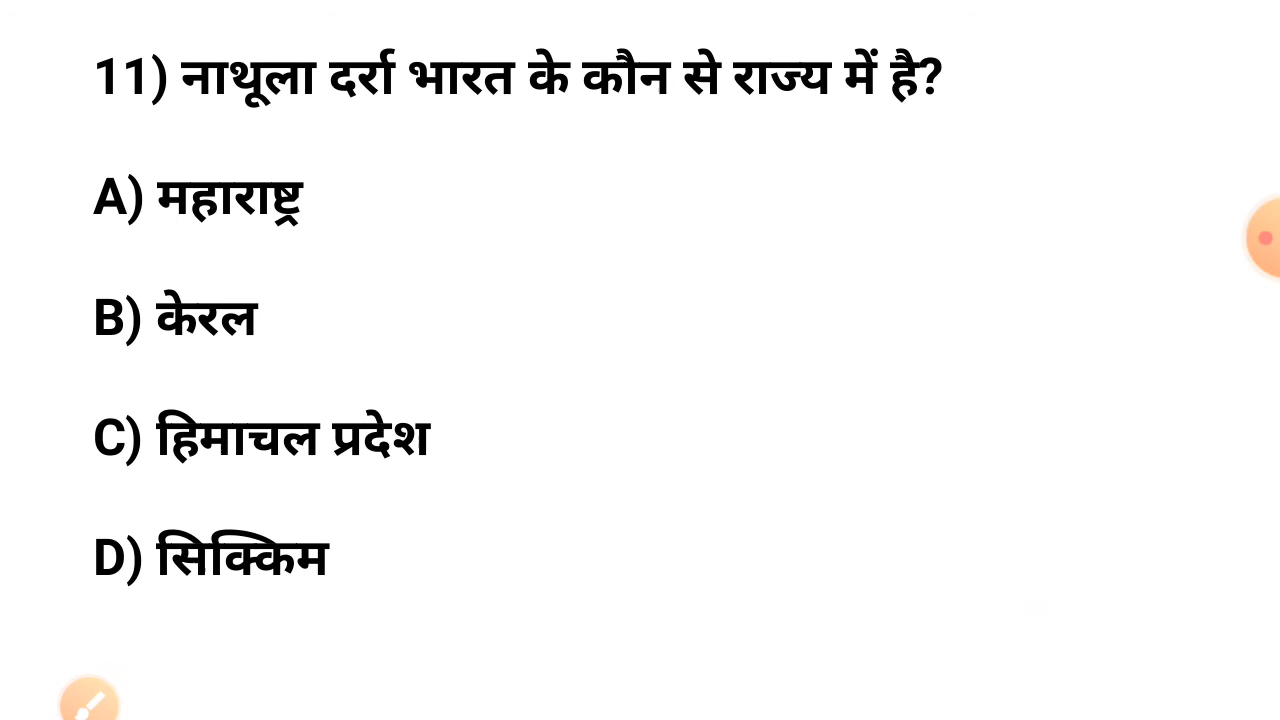 11) नाथूला दर्रा भारत के कौन से राज्य में है?
A) महाराष्ट्र
B) केरल
C) हिमाचल प्रदेश
D) सिक्किम